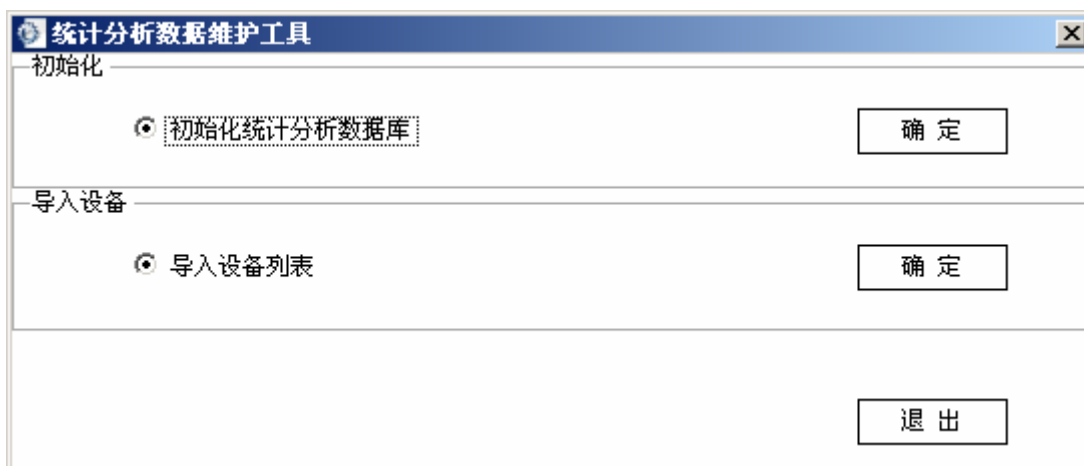 统计分析数据维护工具
初始化
初始化统计分析数据库
确 定
导入设备
导入设备列表
确 定
退 出